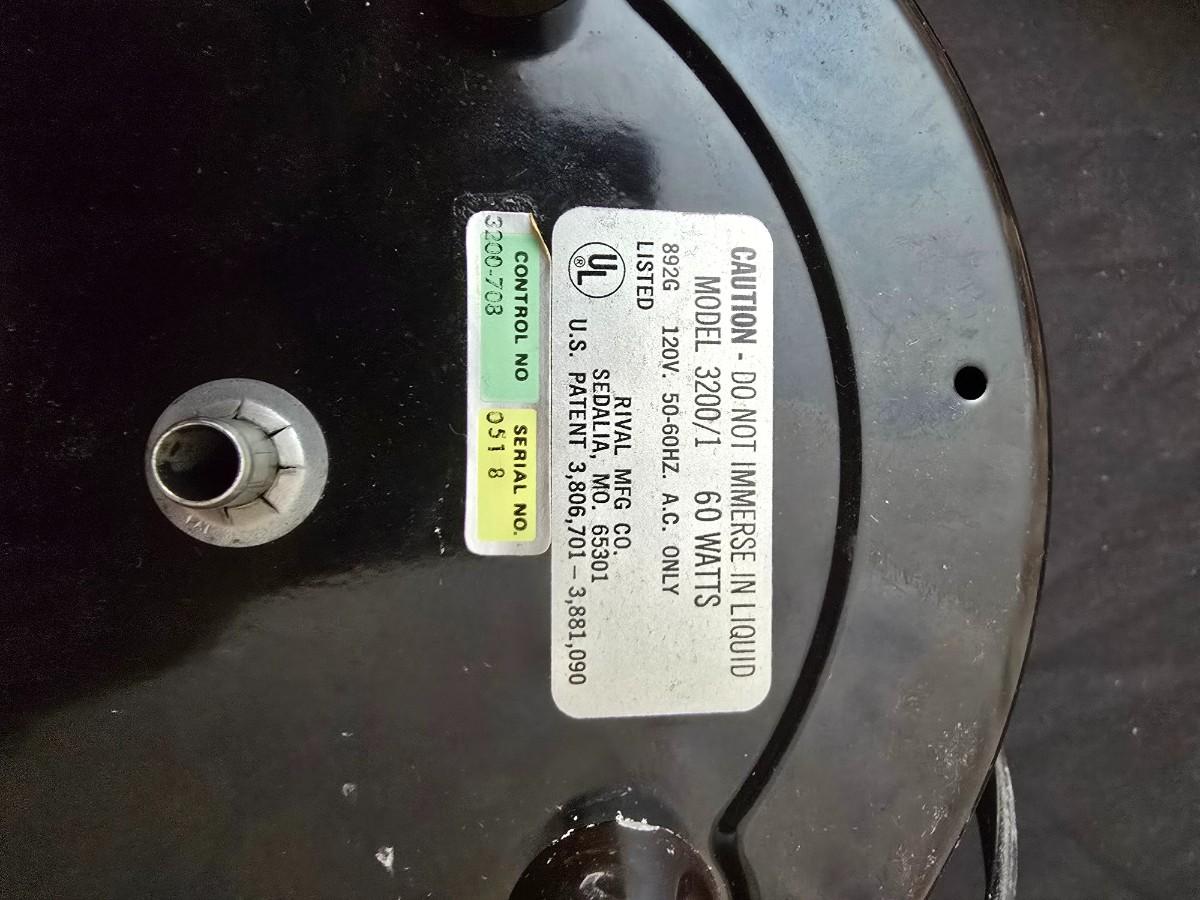 CAUTION - DO NOT IMMERSE IN LIQUID
MODEL 3200/1 60 WATTS
892G 120V. 50-60HZ. A.C. ONLY
LISTED
RIVAL MFG CO.
SEDALIA, MO. 65301
UL®
U.S. PATENT 3,806,701-3,881,090
CONTROL NO SERIAL NO.
3200-708 051 8